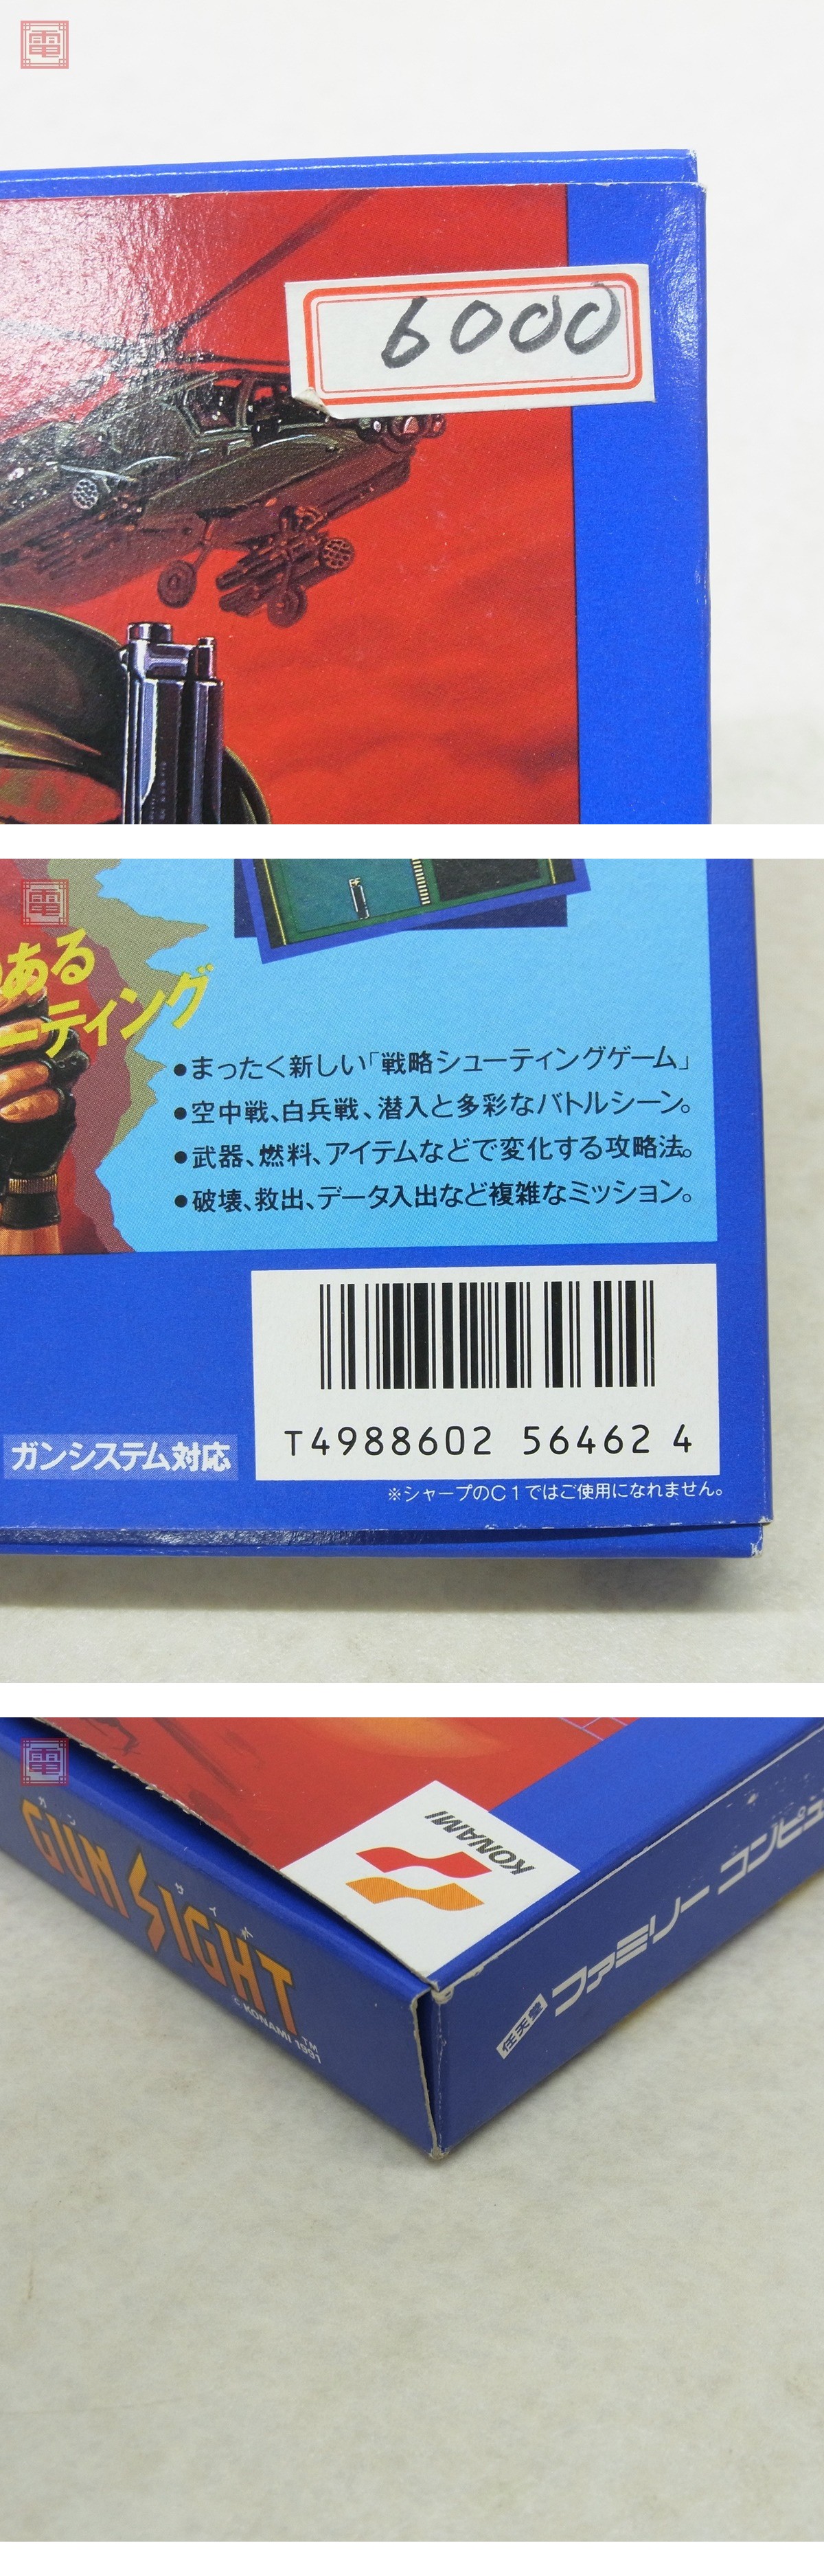 電
6000
電
ある
ーティング
●まったく新しい「戦略シューティングゲーム」
●空中戦、白兵戦、潜入と多彩なバトルシーン。
●武器、燃料、アイテムなどで変化する攻略法。
●破壊、救出、データ入出など複雑なミッション。
T4988602 56462 4
ガンシステム対応
※シャープのC1ではご使用になれません。
電
KONAMI
ガン サイト
GUN SIGHT
TM
© KONAMI 1991
任天堂 ファミリー コンピュ